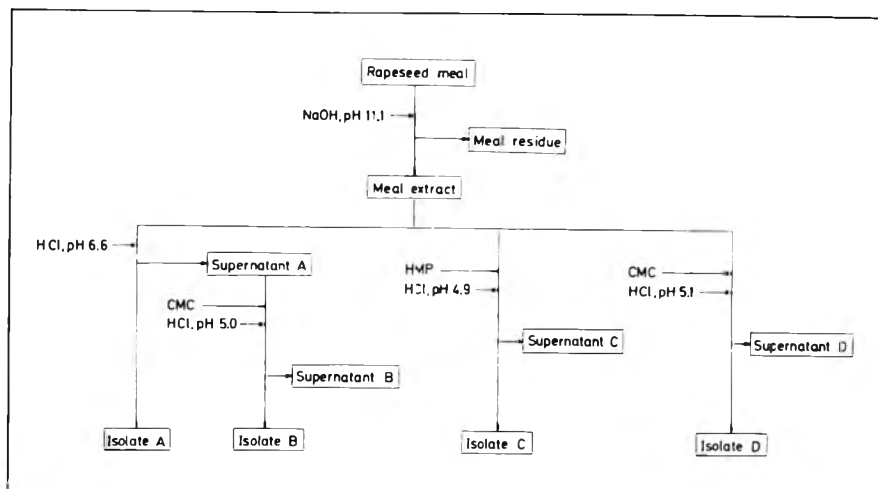 Rapeseed meal
NaOH, pH 11.1
Meal residue
Meal extract
HCl, pH 6.6
Supernatant A
HMP
CMC
HCl, pH 4.9
HCl, pH 5.1
CMC
HCl, pH 5.0
Supernatant C
Supernatant D
Supernatant B
Isolate A
Isolate B
Isolate C
Isolate D